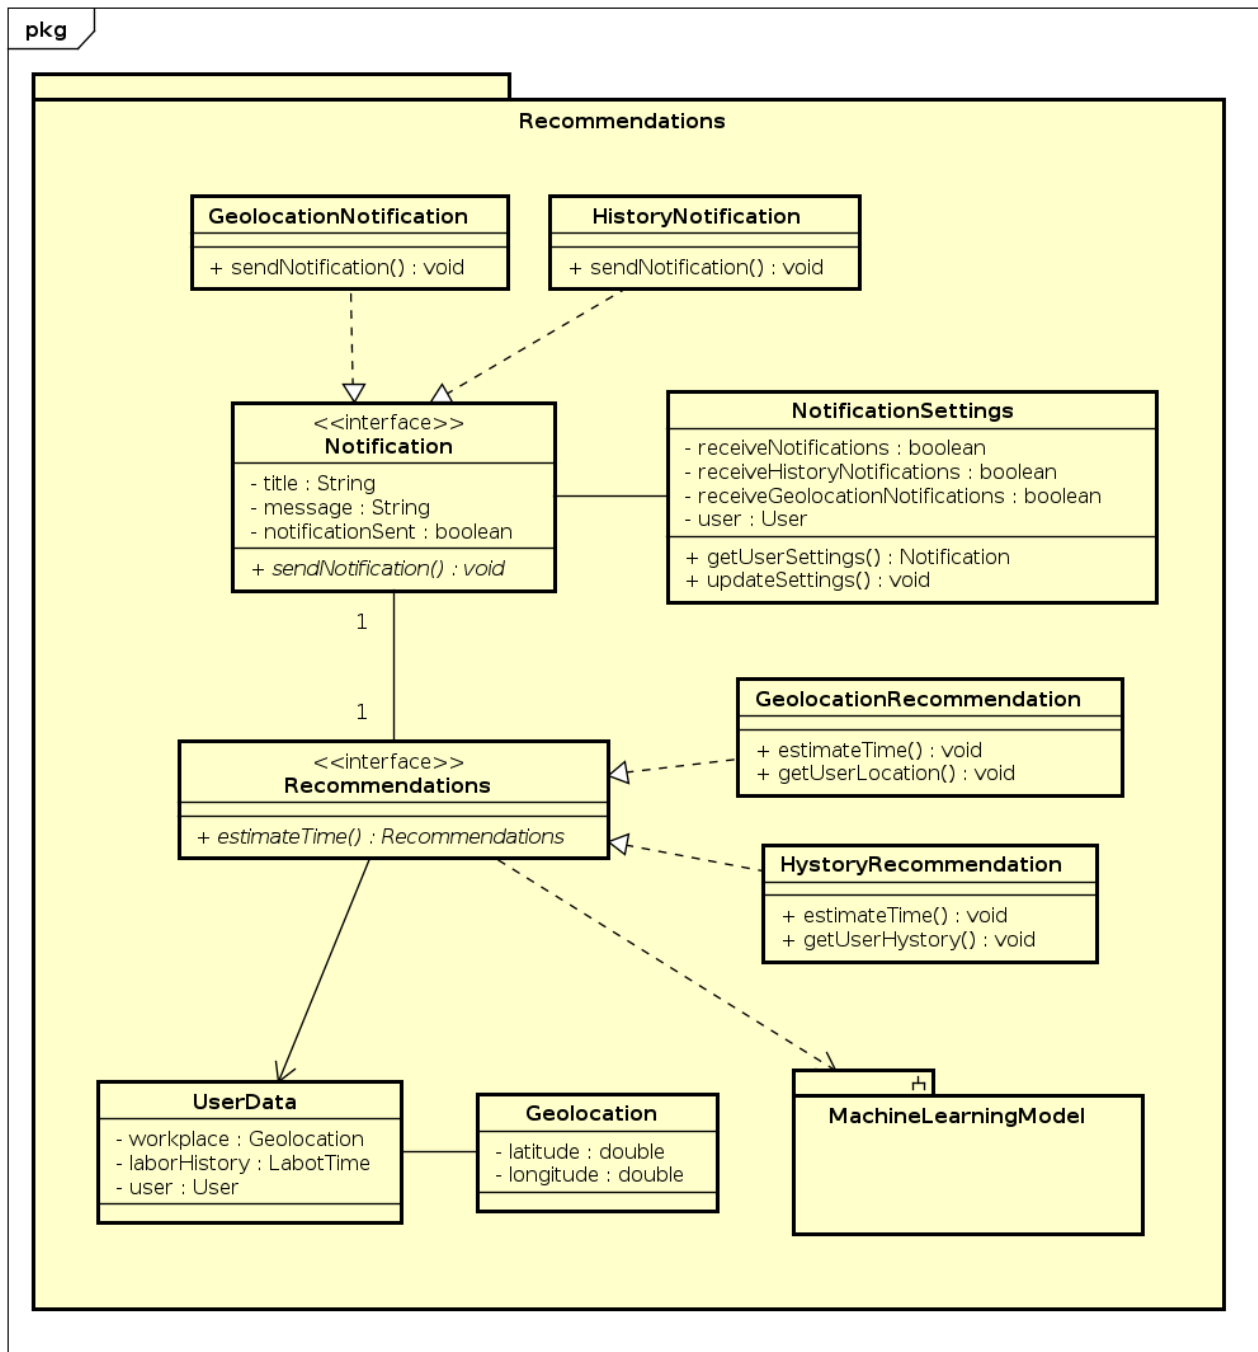 pkg
Recommendations
GeolocationNotification
+ sendNotification() : void
HistoryNotification
+ sendNotification() : void
<<interface>>
Notification
- title : String
- message : String
- notificationSent : boolean
+ sendNotification() : void
NotificationSettings
- receiveNotifications : boolean
- receiveHistoryNotifications : boolean
- receiveGeolocationNotifications : boolean
- user : User
+ getUserSettings() : Notification
+ updateSettings() : void
1
1
GeolocationRecommendation
+ estimateTime() : void
+ getUserLocation() : void
<<interface>>
Recommendations
+ estimateTime() : Recommendations
HystoryRecommendation
+ estimateTime() : void
+ getUserHystory() : void
UserData
- workplace : Geolocation
- laborHistory : LabotTime
- user : User
Geolocation
- latitude : double
- longitude : double
MachineLearningModel